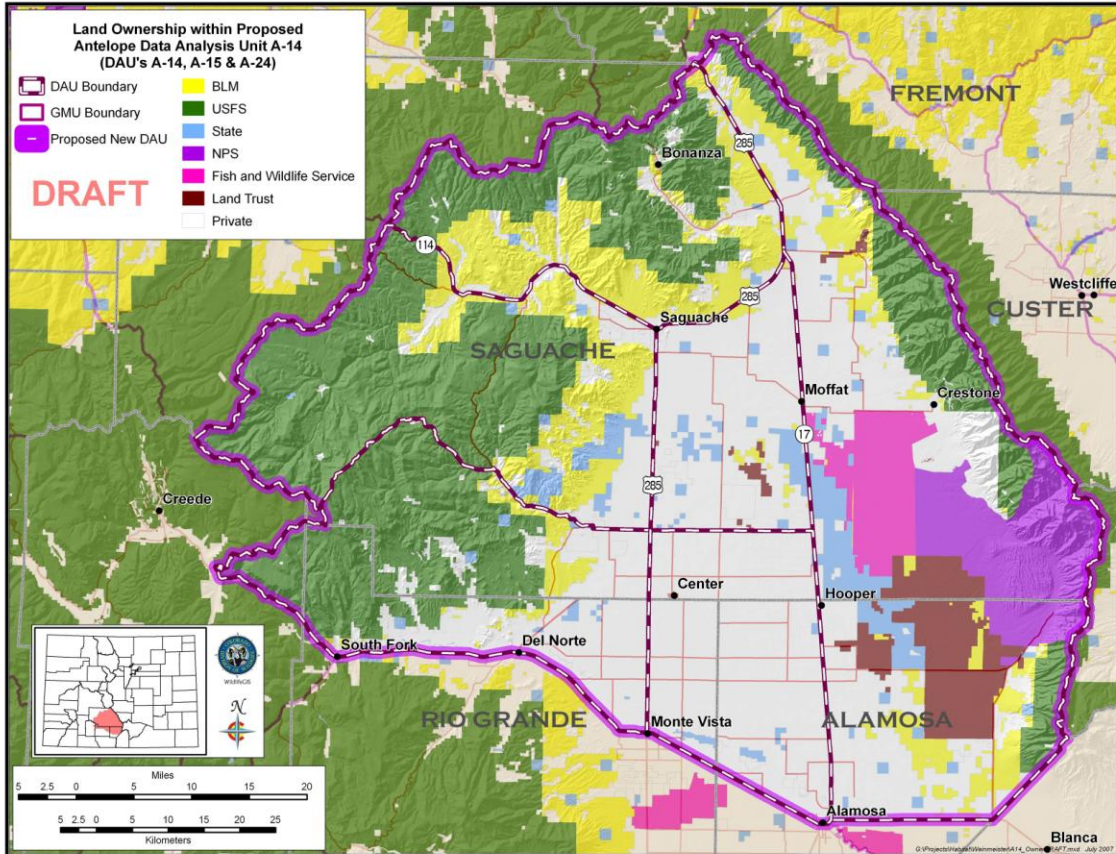 Land Ownership within Proposed
Antelope Data Analysis Unit A-14
(DAU's A-14, A-15 & A-24)
DAU Boundary
GMU Boundary
Proposed New DAU
DRAFT
BLM
USFS
State
NPS
Fish and Wildlife Service
Land Trust
Private
FREMONT
285
Bonanza
114
Westcliffe
285
CUSTER
Saguache
SAGUACHE
Moffat
Crestone
17
285
Creede
Center
Hooper
South Fork
Del Norte
WildlifeGIS
N
RIO GRANDE
Monte Vista
ALAMOSA
Miles
5 2.5 0 5 10 15 20
5 2.5 0 5 10 15 20 25
Kilometers
Alamosa
Blanca
July 2007